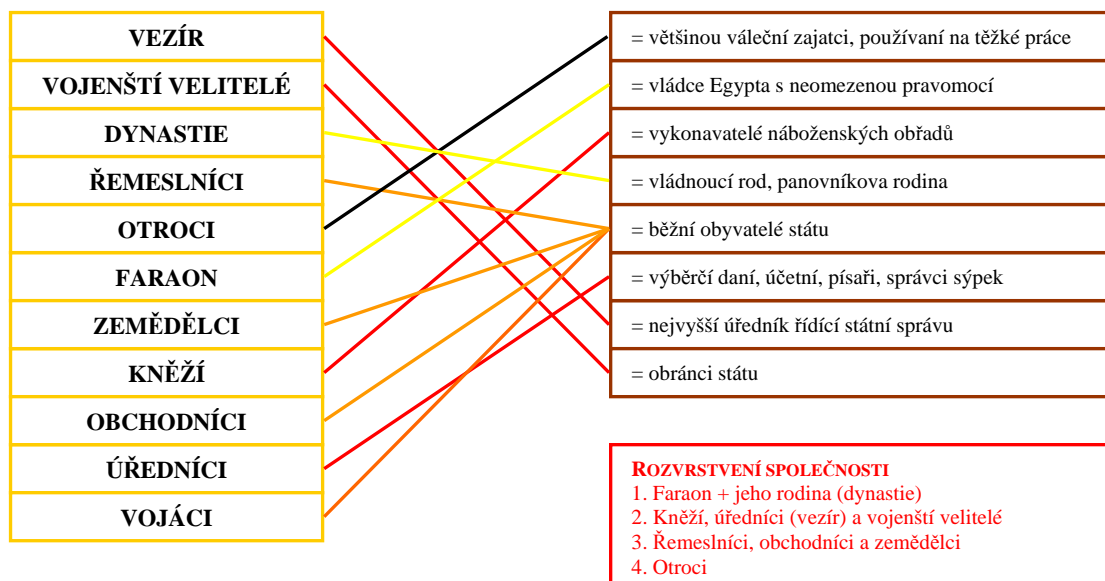 VEZÍR
VOJENŠTÍ VELITELÉ
DYNASTIE
ŘEMESLNÍCI
OTROCI
FARAON
ZEMĚDĚLCI
KNĚŽÍ
OBCHODNÍCI
ÚŘEDNÍCI
VOJÁCI
= většinou váleční zajatci, používaní na těžké práce
= vládce Egypta s neomezenou pravomocí
= vykonavatelé náboženských obřadů
= vládnoucí rod, panovníkova rodina
= běžní obyvatelé státu
= výběrčí daní, účetní, písaři, správci sýpek
= nejvyšší úředník řídící státní správu
= obránci státu
ROZVRSTVENÍ SPOLEČNOSTI
1. Faraon + jeho rodina (dynastie)
2. Kněží, úředníci (vezír) a vojenští velitelé
3. Řemeslníci, obchodníci a zemědělci
4. Otroci